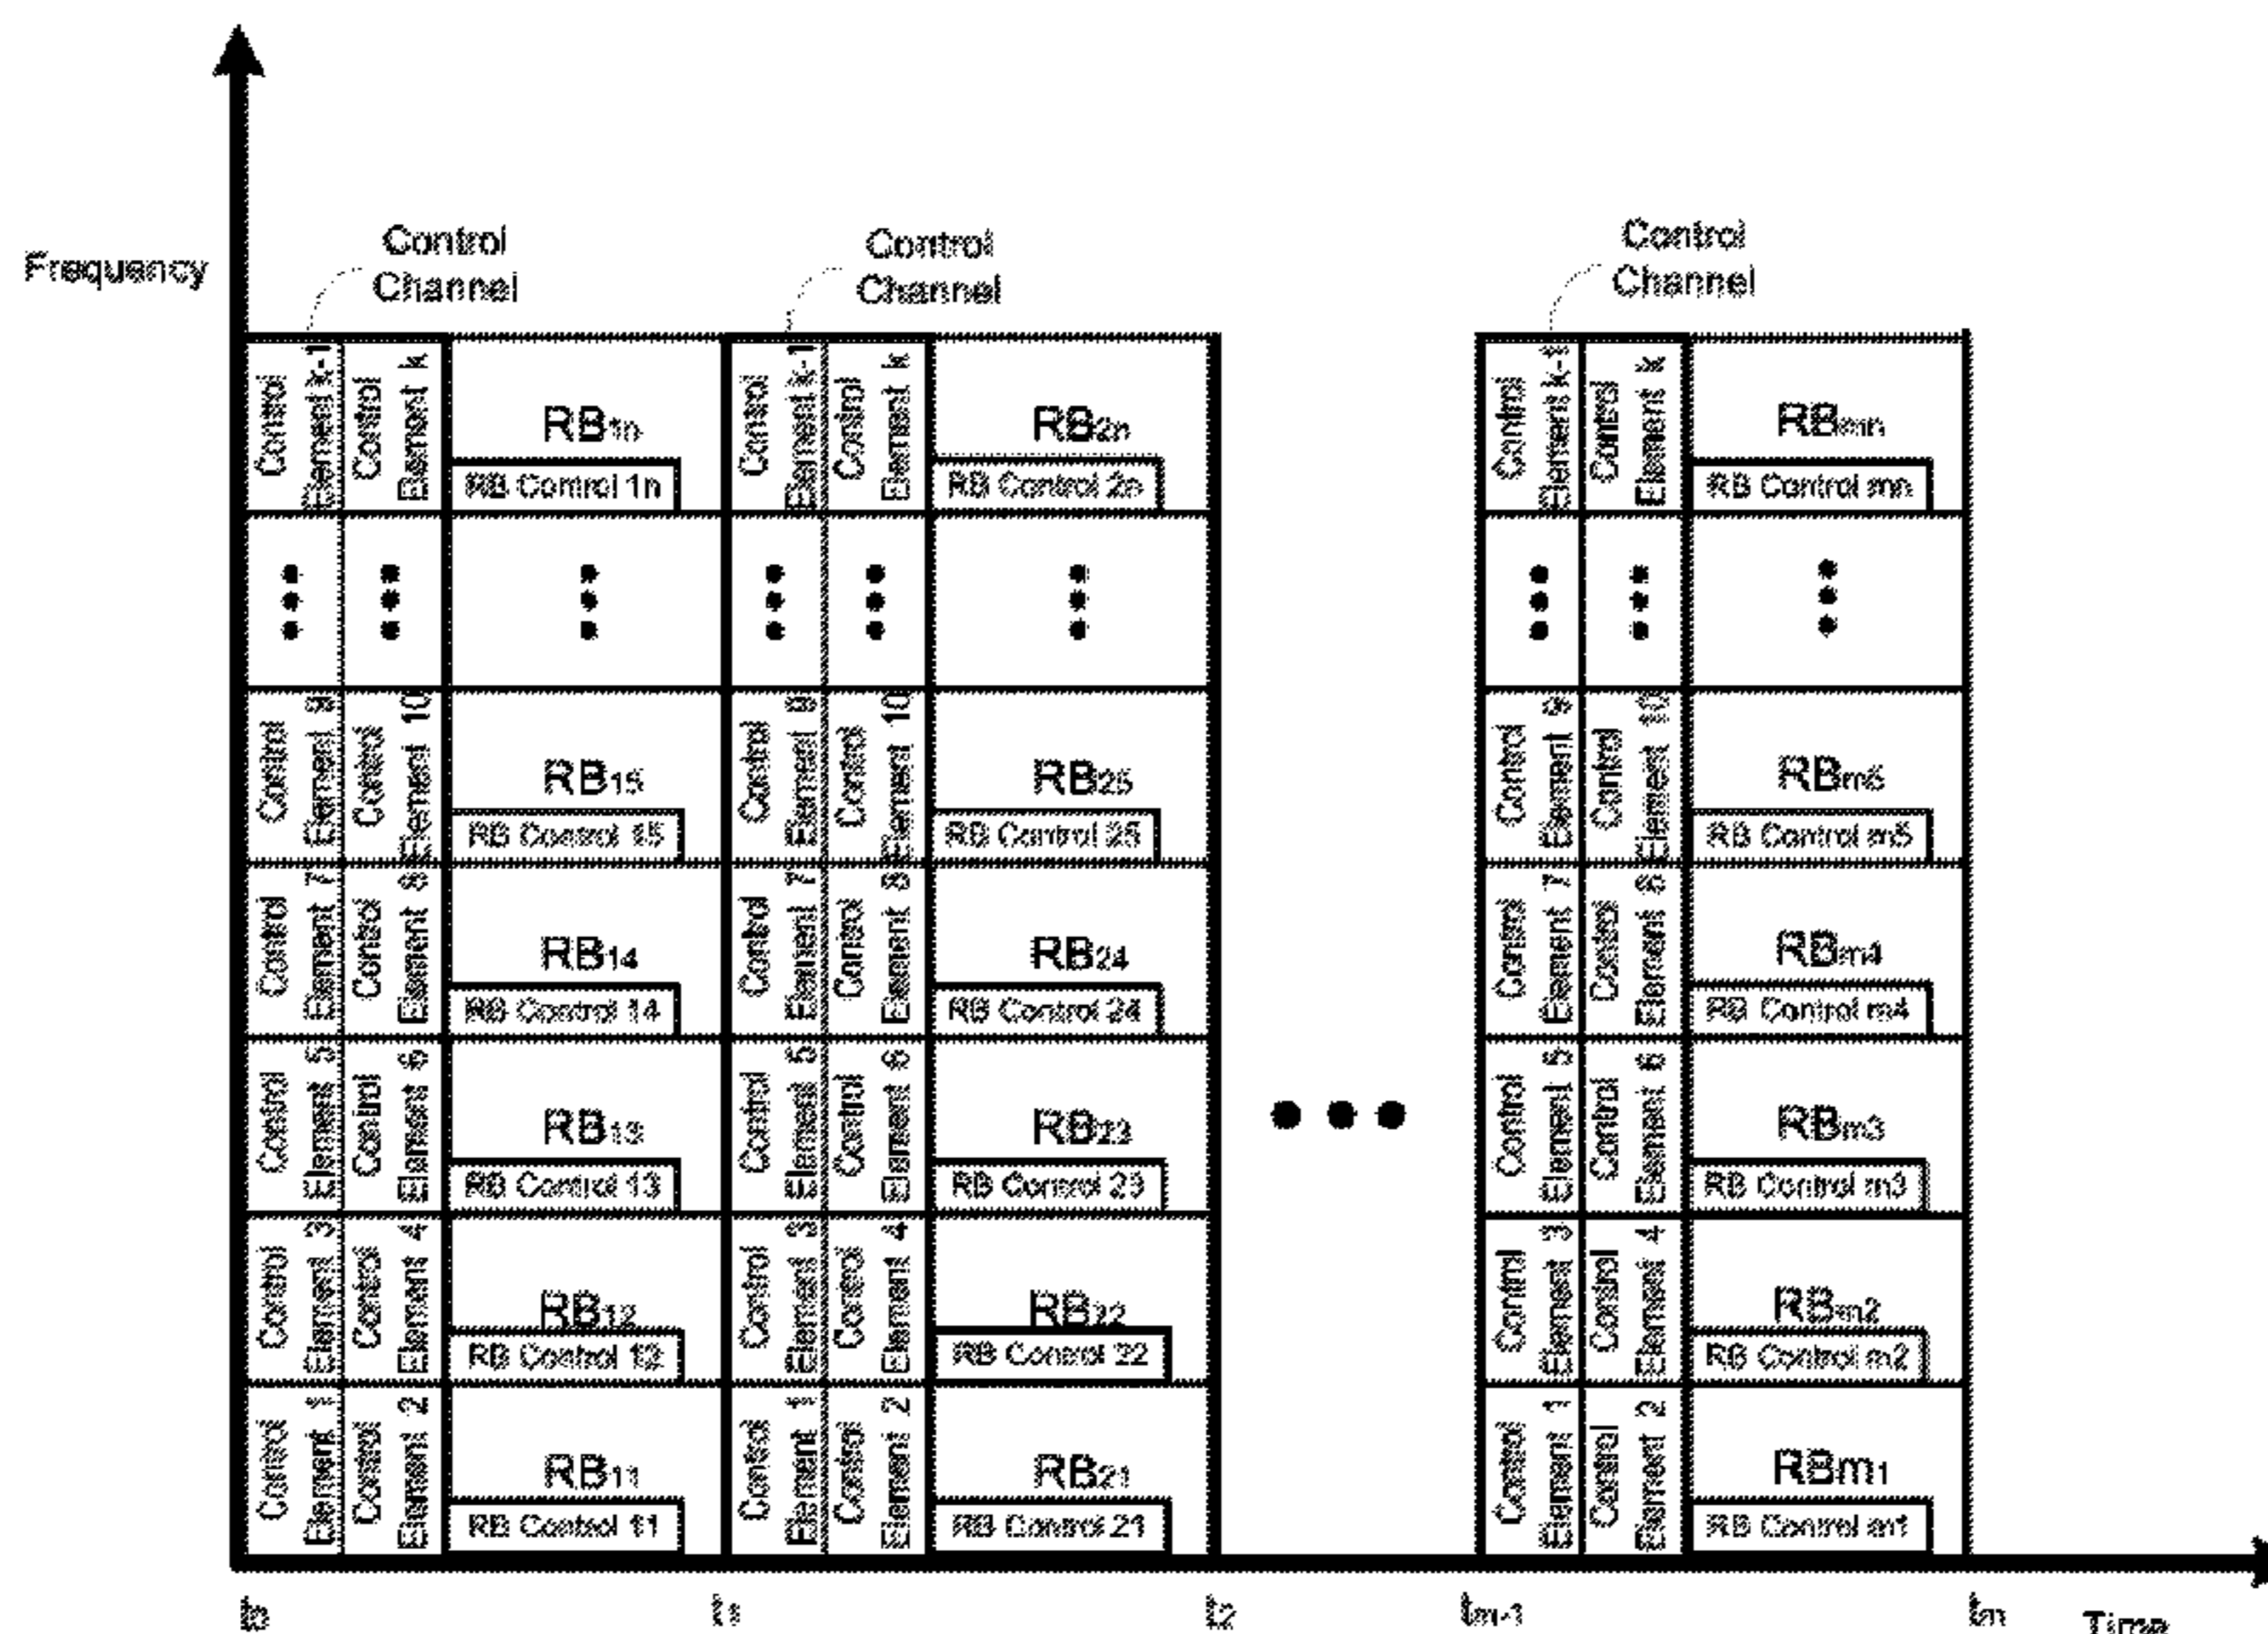 Frequency
Control
Channel
Control
Channel
Control
Channel
Control
Element k-1
Control
Element k
RB1n
RB Control 1n
Control
Element k-1
Control
Element k
RB2n
RB Control 2n
Control
Element k-1
Control
Element k
RBmn
RB Control mn
Control
Element 9
Control
Element 10
RB15
RB Control 15
Control
Element 9
Control
Element 10
RB25
RB Control 25
Control
Element 9
Control
Element 10
RBm5
RB Control m5
Control
Element 7
Control
Element 8
RB14
RB Control 14
Control
Element 7
Control
Element 8
RB24
RB Control 24
Control
Element 7
Control
Element 8
RBm4
RB Control m4
Control
Element 5
Control
Element 6
RB13
RB Control 13
Control
Element 5
Control
Element 6
RB23
RB Control 23
Control
Element 5
Control
Element 6
RBm3
RB Control m3
Control
Element 3
Control
Element 4
RB12
RB Control 12
Control
Element 3
Control
Element 4
RB22
RB Control 22
Control
Element 3
Control
Element 4
RBm2
RB Control m2
Control
Element 1
Control
Element 2
RB11
RB Control 11
Control
Element 1
Control
Element 2
RB21
RB Control 21
Control
Element 1
Control
Element 2
RBm1
RB Control m1
t0
t1
t2
tm-1
tm
Time